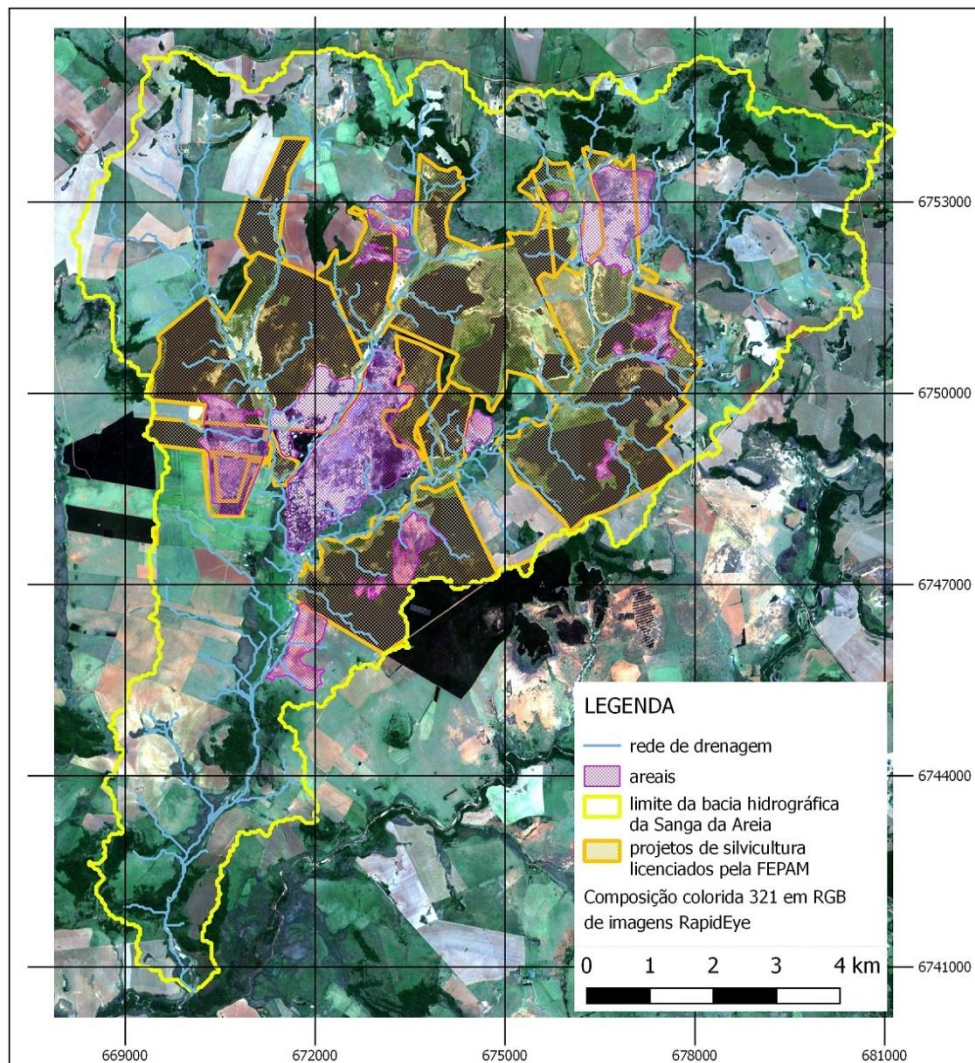 6753000
6750000
6747000
LEGENDA
rede de drenagem
areais
limite da bacia hidrográfica
da Sanga da Areia
projetos de silvicultura
licenciados pela FEPAM
Composição colorida 321 em RGB
de imagens RapidEye
0 1 2 3 4 km
6744000
6741000
669000 672000 675000 678000 681000